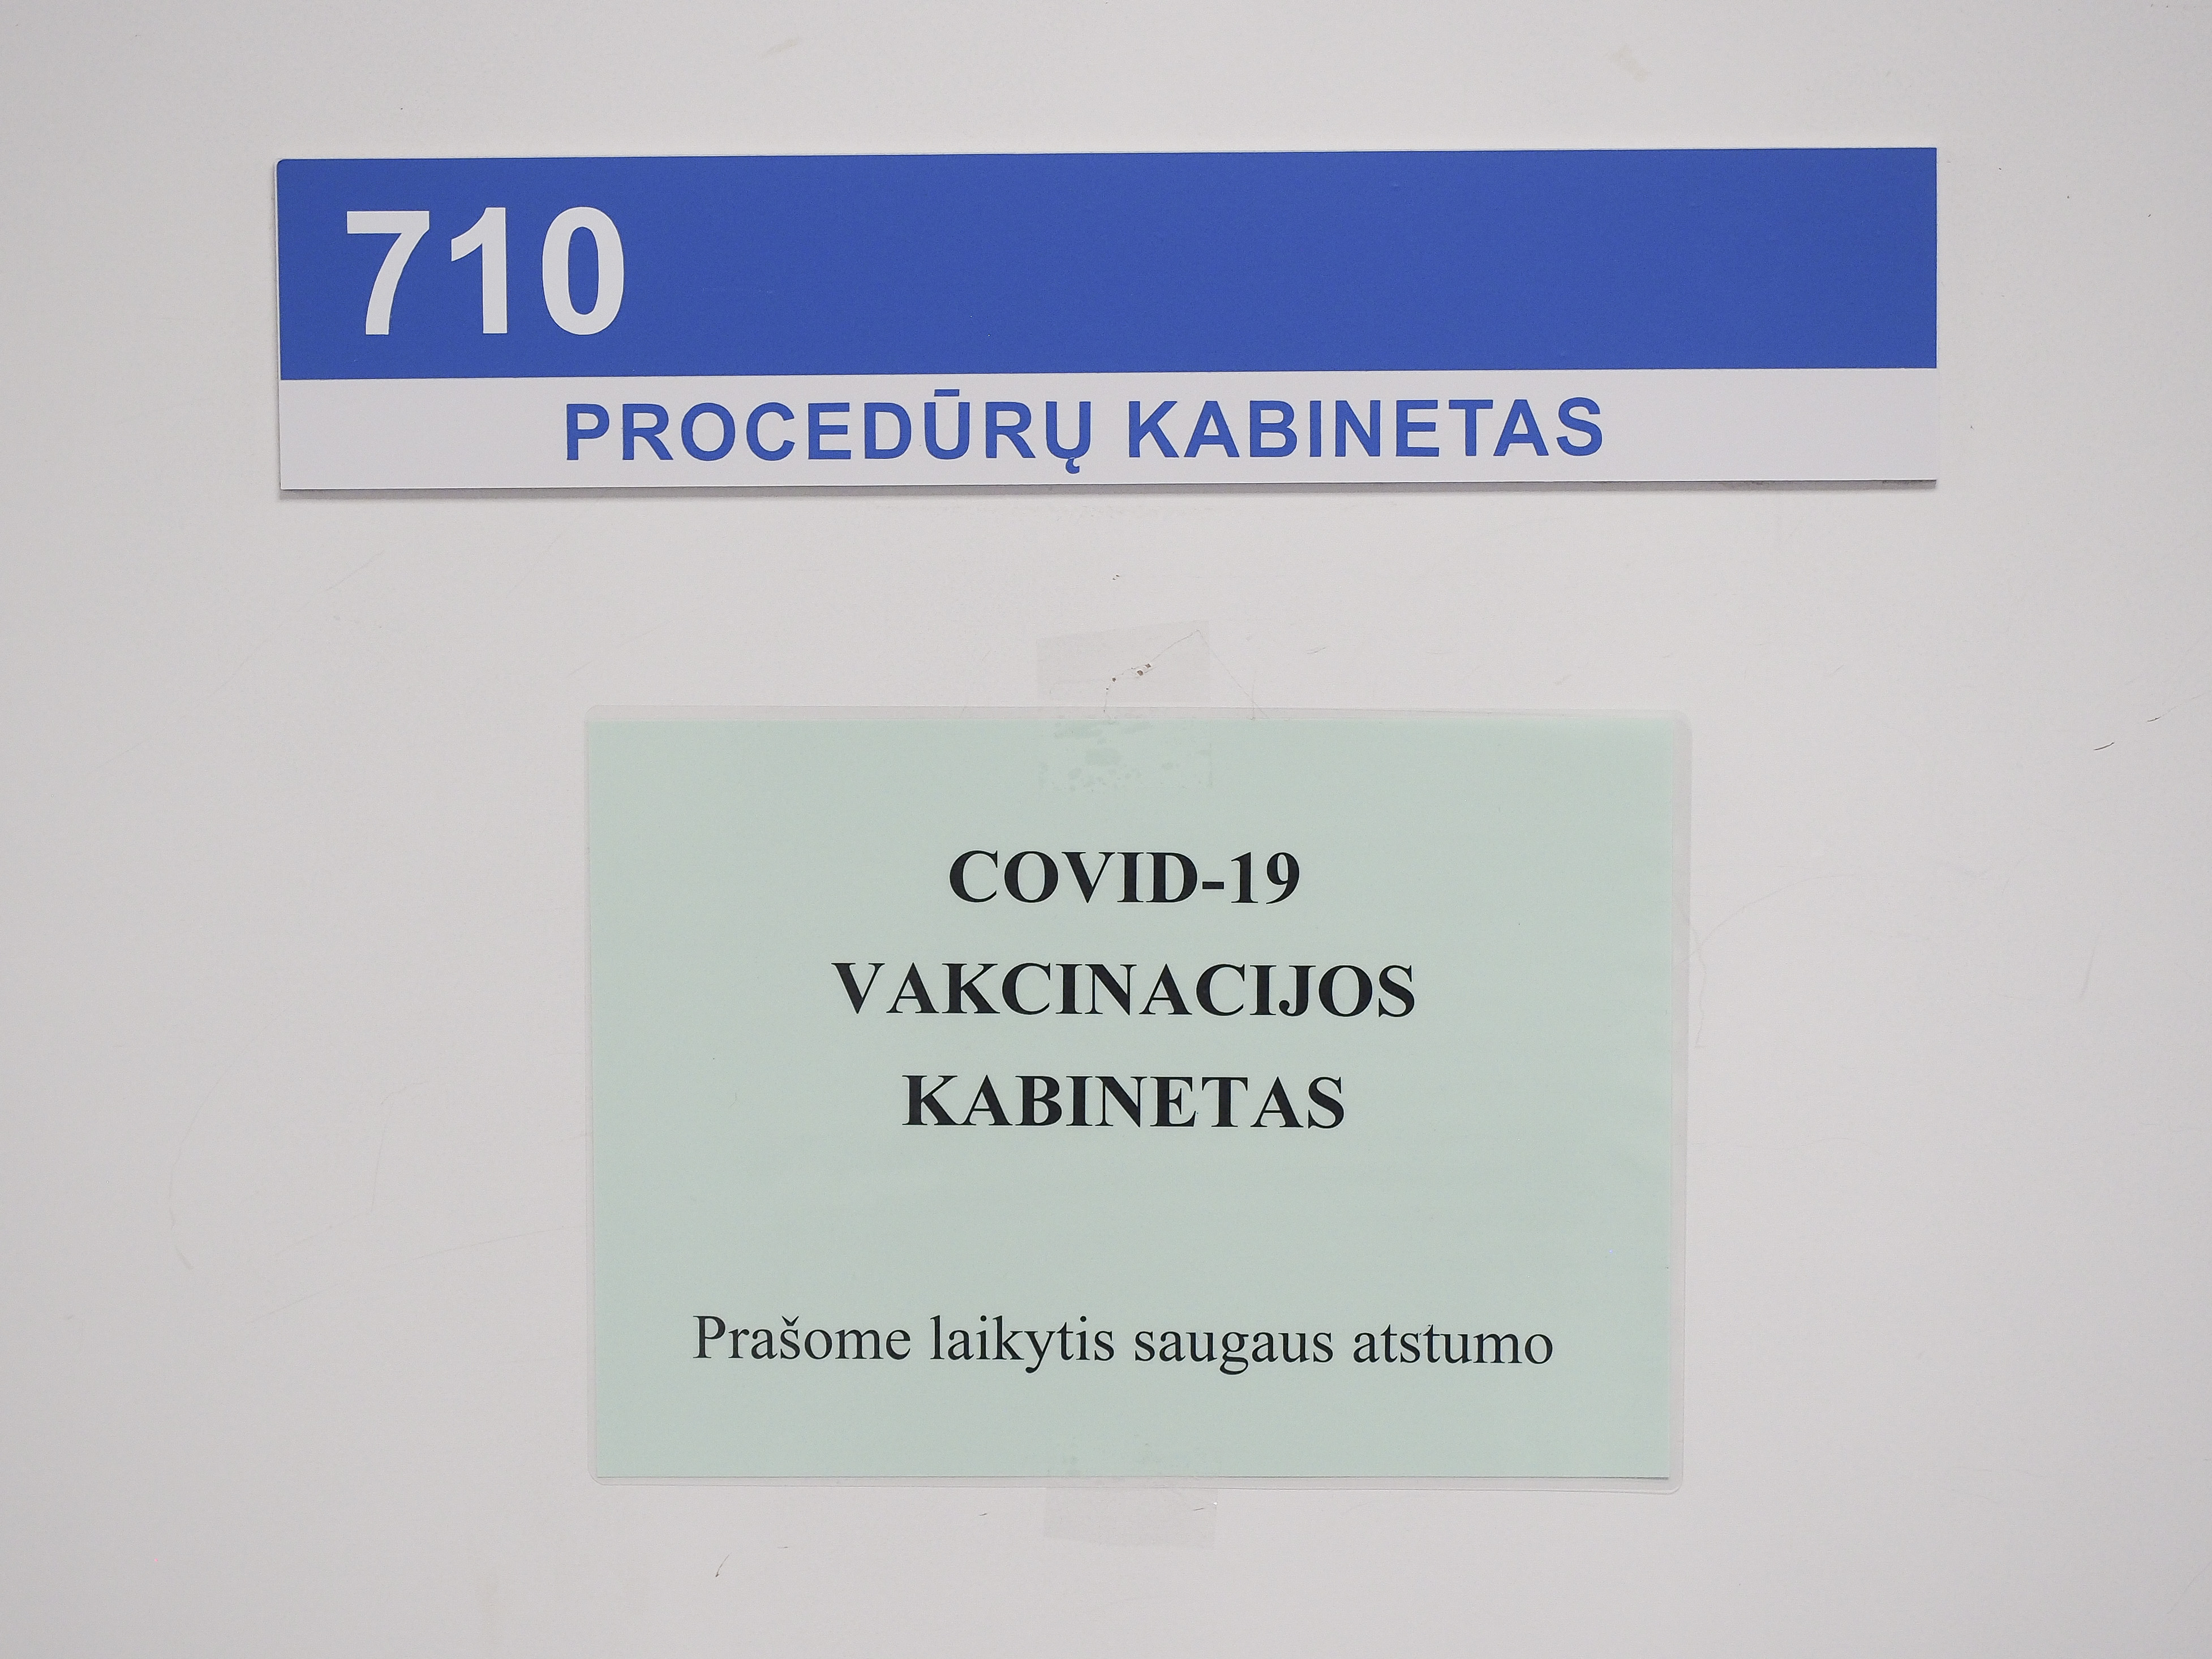 710
PROCEDŪRŲ KABINETAS
COVID-19
VAKCINACIJOS
KABINETAS
Prašome laikytis saugaus atstumo